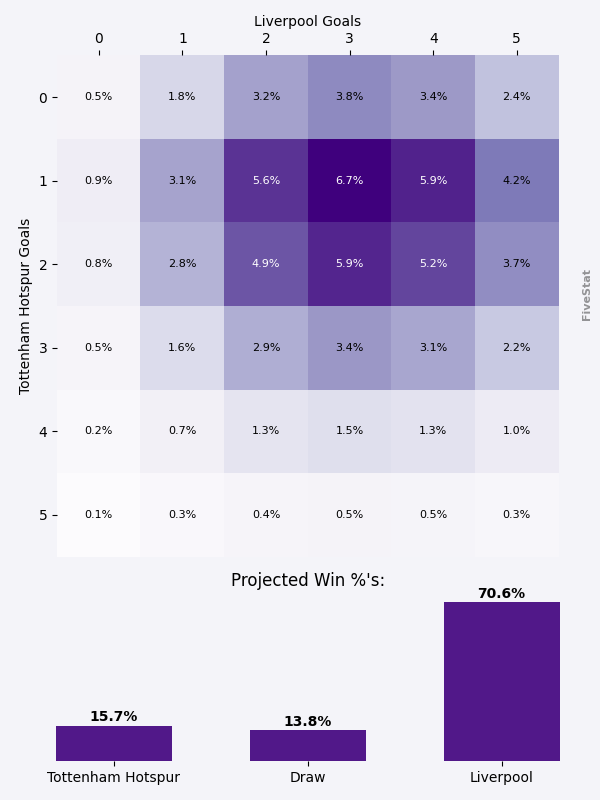 Liverpool Goals
0 1 2 3 4 5
0 0.5% 1.8% 3.2% 3.8% 3.4% 2.4%
1 0.9% 3.1% 5.6% 6.7% 5.9% 4.2%
2 0.8% 2.8% 4.9% 5.9% 5.2% 3.7%
3 0.5% 1.6% 2.9% 3.4% 3.1% 2.2%
4 0.2% 0.7% 1.3% 1.5% 1.3% 1.0%
5 0.1% 0.3% 0.4% 0.5% 0.5% 0.3%
Tottenham Hotspur Goals
FiveStat
Projected Win %'s:
15.7% 13.8% 70.6%
Tottenham Hotspur Draw Liverpool